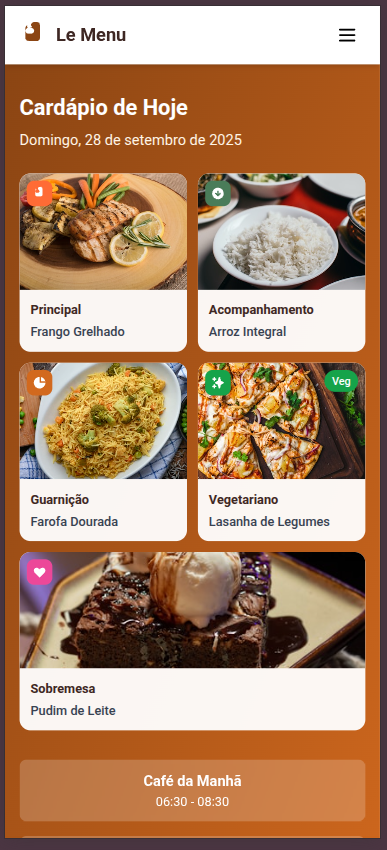 Le Menu
Cardápio de Hoje
Domingo, 28 de setembro de 2025
Principal
Frango Grelhado
Acompanhamento
Arroz Integral
Veg
Guarnição
Farofa Dourada
Vegetariano
Lasanha de Legumes
Sobremesa
Pudim de Leite
Café da Manhã
06:30 - 08:30